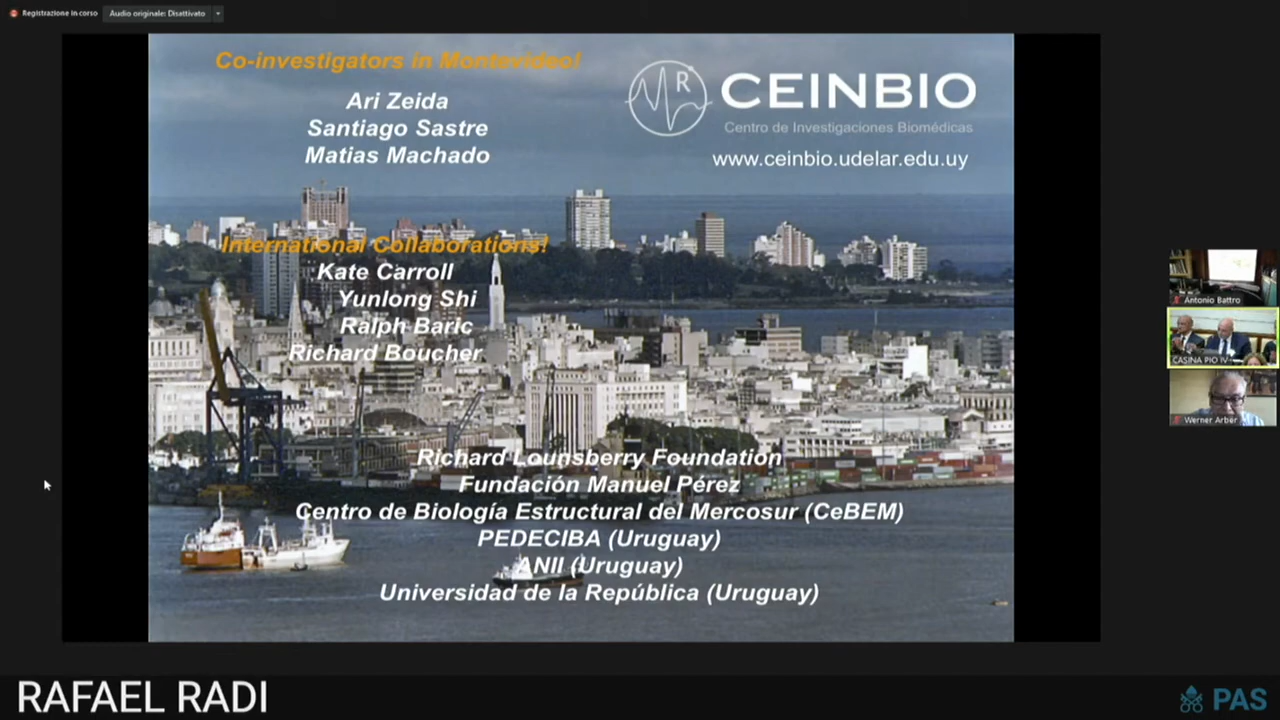 Registrazione in corso
Audio originale: Disattivato
Co-investigators in Montevideo!
Ari Zeida
Santiago Sastre
Matias Machado
R
CEINBIO
Centro de Investigaciones Biomédicas
www.ceinbio.udelar.edu.uy
International Collaborations!
Kate Carroll
Yunlong Shi
Ralph Baric
Richard Boucher
Richard Lounsberry Foundation
Fundación Manuel Pérez
Centro de Biología Estructural del Mercosur (CeBEM)
PEDECIBA (Uruguay)
ANII (Uruguay)
Universidad de la República (Uruguay)
Antonio Battro
CASINA PIO IV
Werner Arber
RAFAEL RADI
PAS